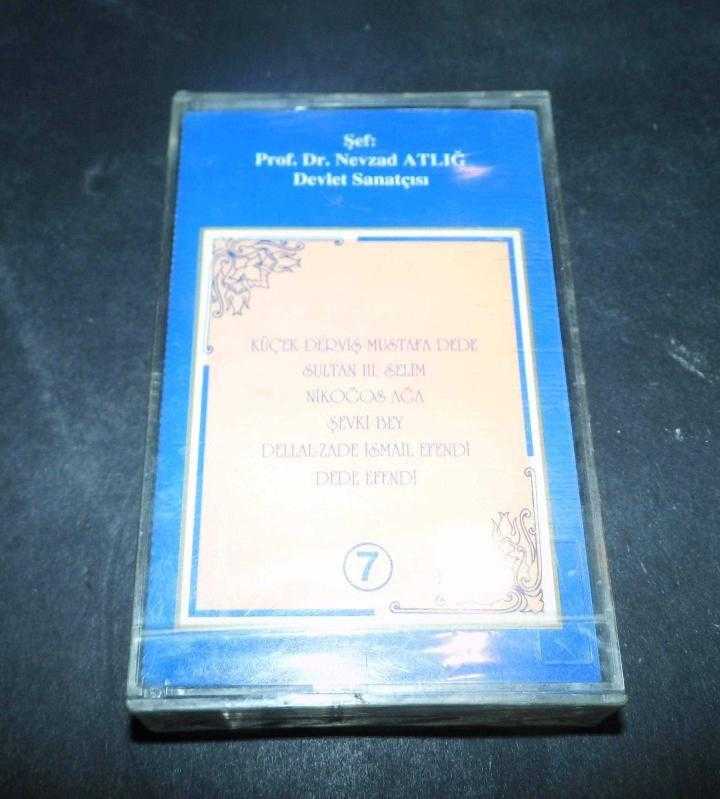 Şef:
Prof. Dr. Nevzad ATLIĞ
Devlet Sanatçısı
KÜÇEK DERVİŞ MUSTAFA DEDE
SULTAN III. SELİM
NİKOĞOS AĞA
ŞEVKİ BEY
DELLAL-ZADE İSMAİL EFENDİ
DEDE EFENDİ
7